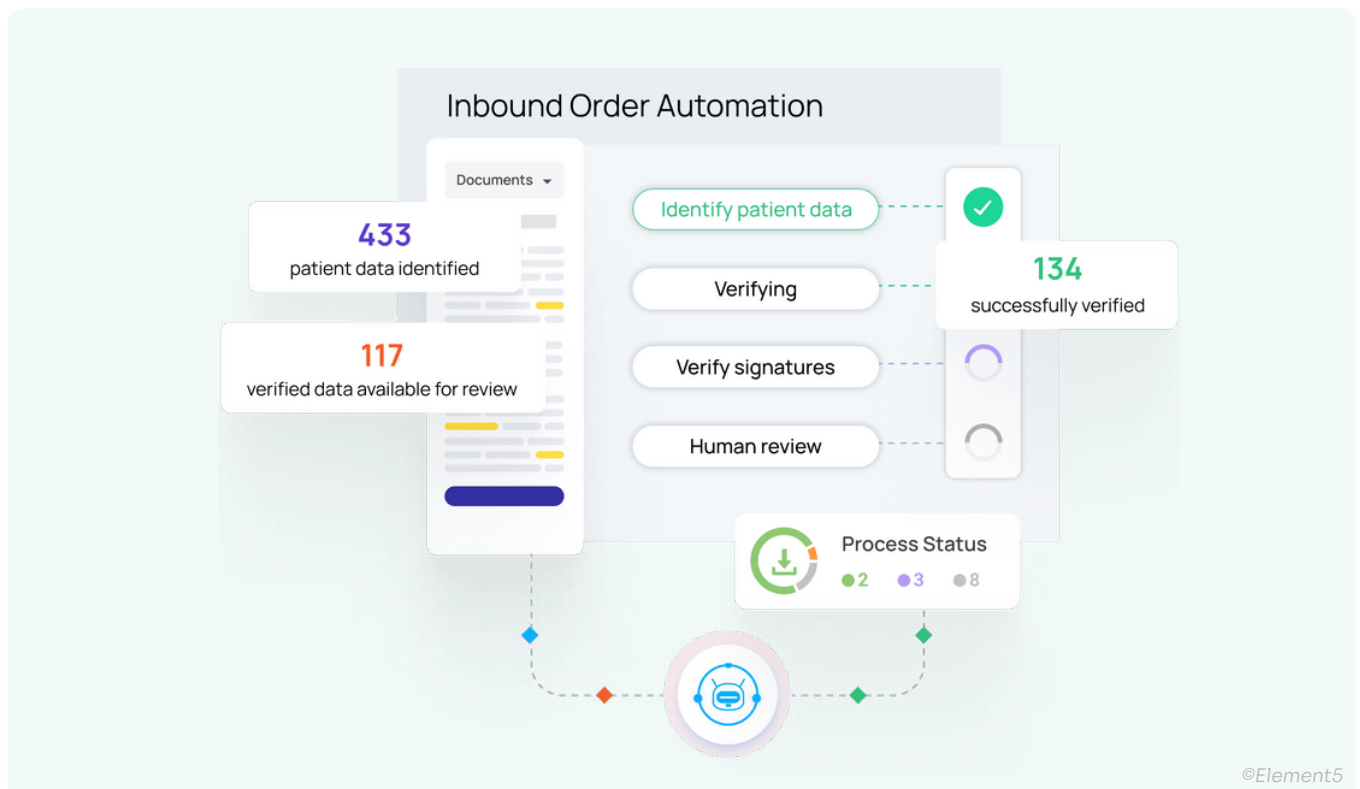 Inbound Order Automation
Documents
433
patient data identified
117
verified data available for review
Identify patient data
Verifying
Verify signatures
Human review
134
successfully verified
Process Status
2 3 8
©Element5